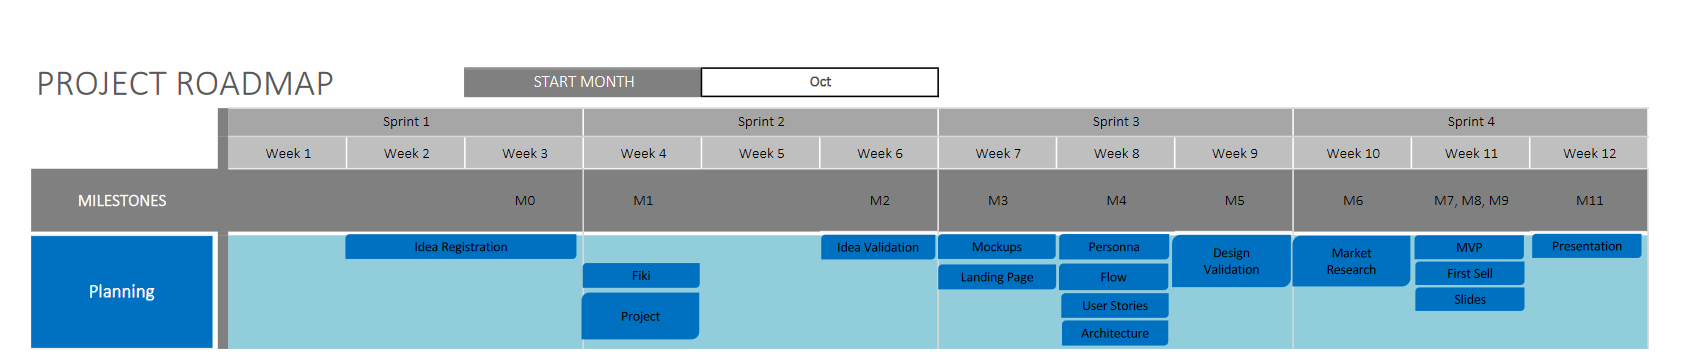 PROJECT ROADMAP
START MONTH
Oct
Sprint 1
Sprint 2
Sprint 3
Sprint 4
Week 1
Week 2
Week 3
Week 4
Week 5
Week 6
Week 7
Week 8
Week 9
Week 10
Week 11
Week 12
MILESTONES
M0
M1
M2
M3
M4
M5
M6
M7, M8, M9
M11
Planning
Idea Registration
Fiki
Project
Idea Validation
Mockups
Landing Page
Personna
Flow
User Stories
Architecture
Design
Validation
Market
Research
MVP
First Sell
Slides
Presentation